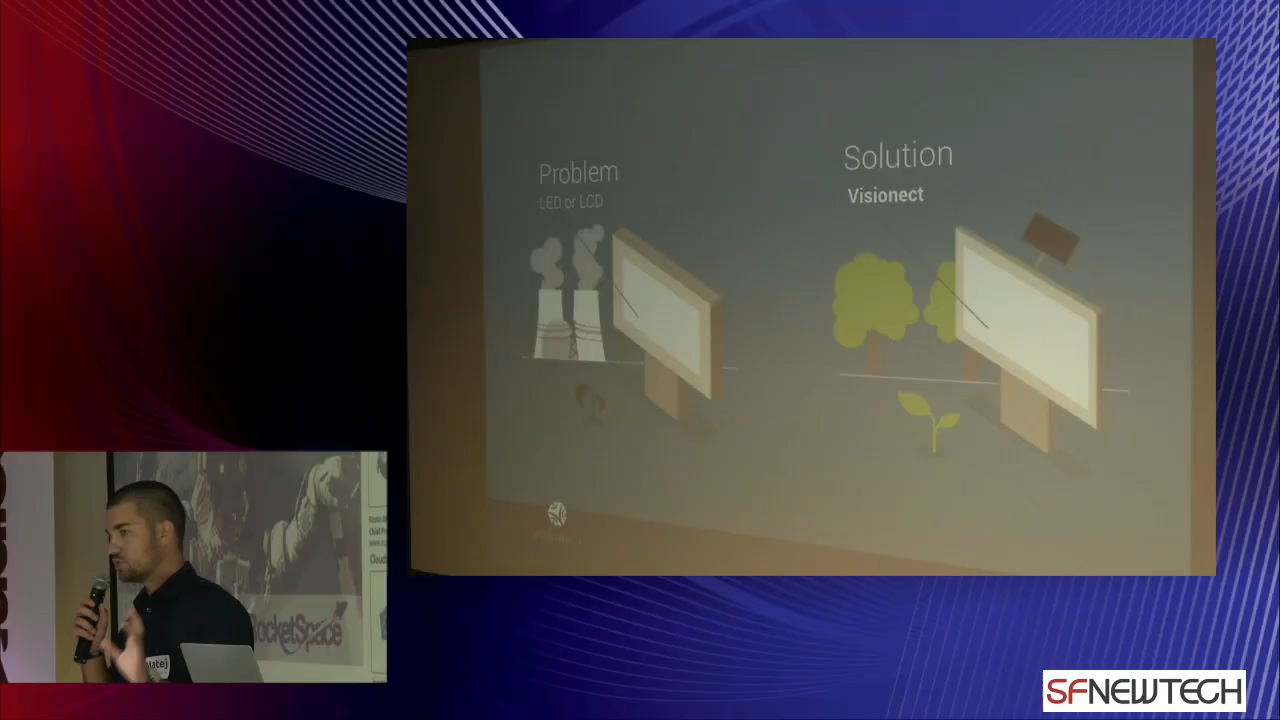 Problem
LED or LCD
Solution
Visionect
RocketSpace
Matej
SFNEWTECH